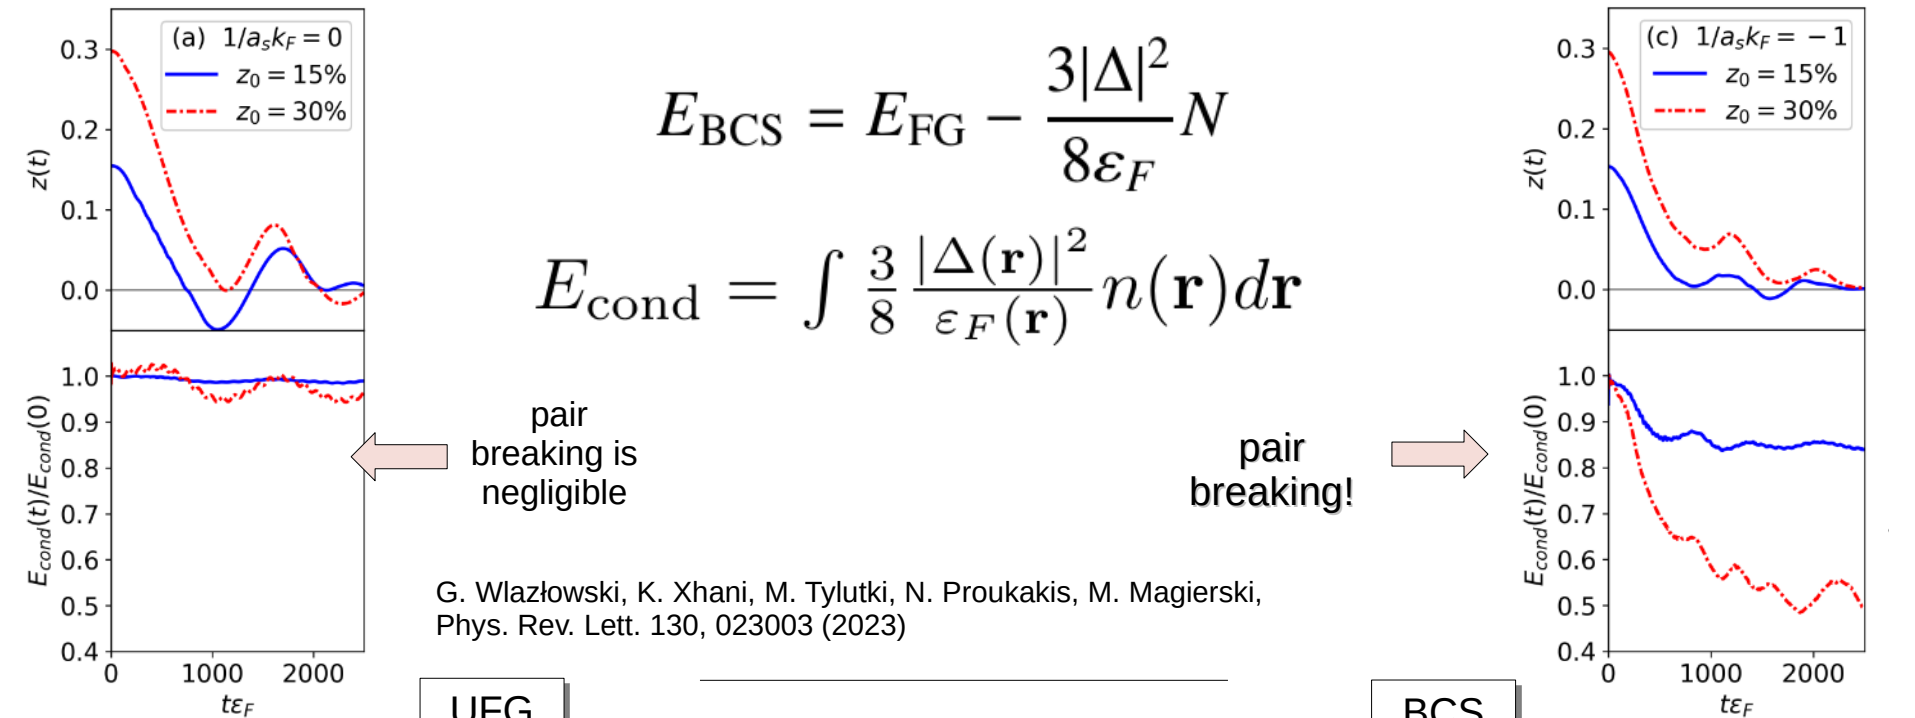 (a) 1/a_sk_F = 0
z_0 = 15%
z_0 = 30%
0.3
0.2
0.1
0.0
z(t)
1.0
0.9
0.8
0.7
0.6
0.5
0.4
E_cond(t)/E_cond(0)
0 1000 2000
tε_F
E_BCS = E_FG − 3|Δ|²/8ε_F N
E_cond = ∫ 3/8 |Δ(r)|²/ε_F(r) n(r)dr
pair
breaking is
negligible
pair
breaking!
G. Wlazłowski, K. Xhani, M. Tylutki, N. Proukakis, M. Magierski,
Phys. Rev. Lett. 130, 023003 (2023)
UFG
BCS
(c) 1/a_sk_F = −1
z_0 = 15%
z_0 = 30%
0.3
0.2
0.1
0.0
z(t)
1.0
0.9
0.8
0.7
0.6
0.5
0.4
E_cond(t)/E_cond(0)
0 1000 2000
tε_F